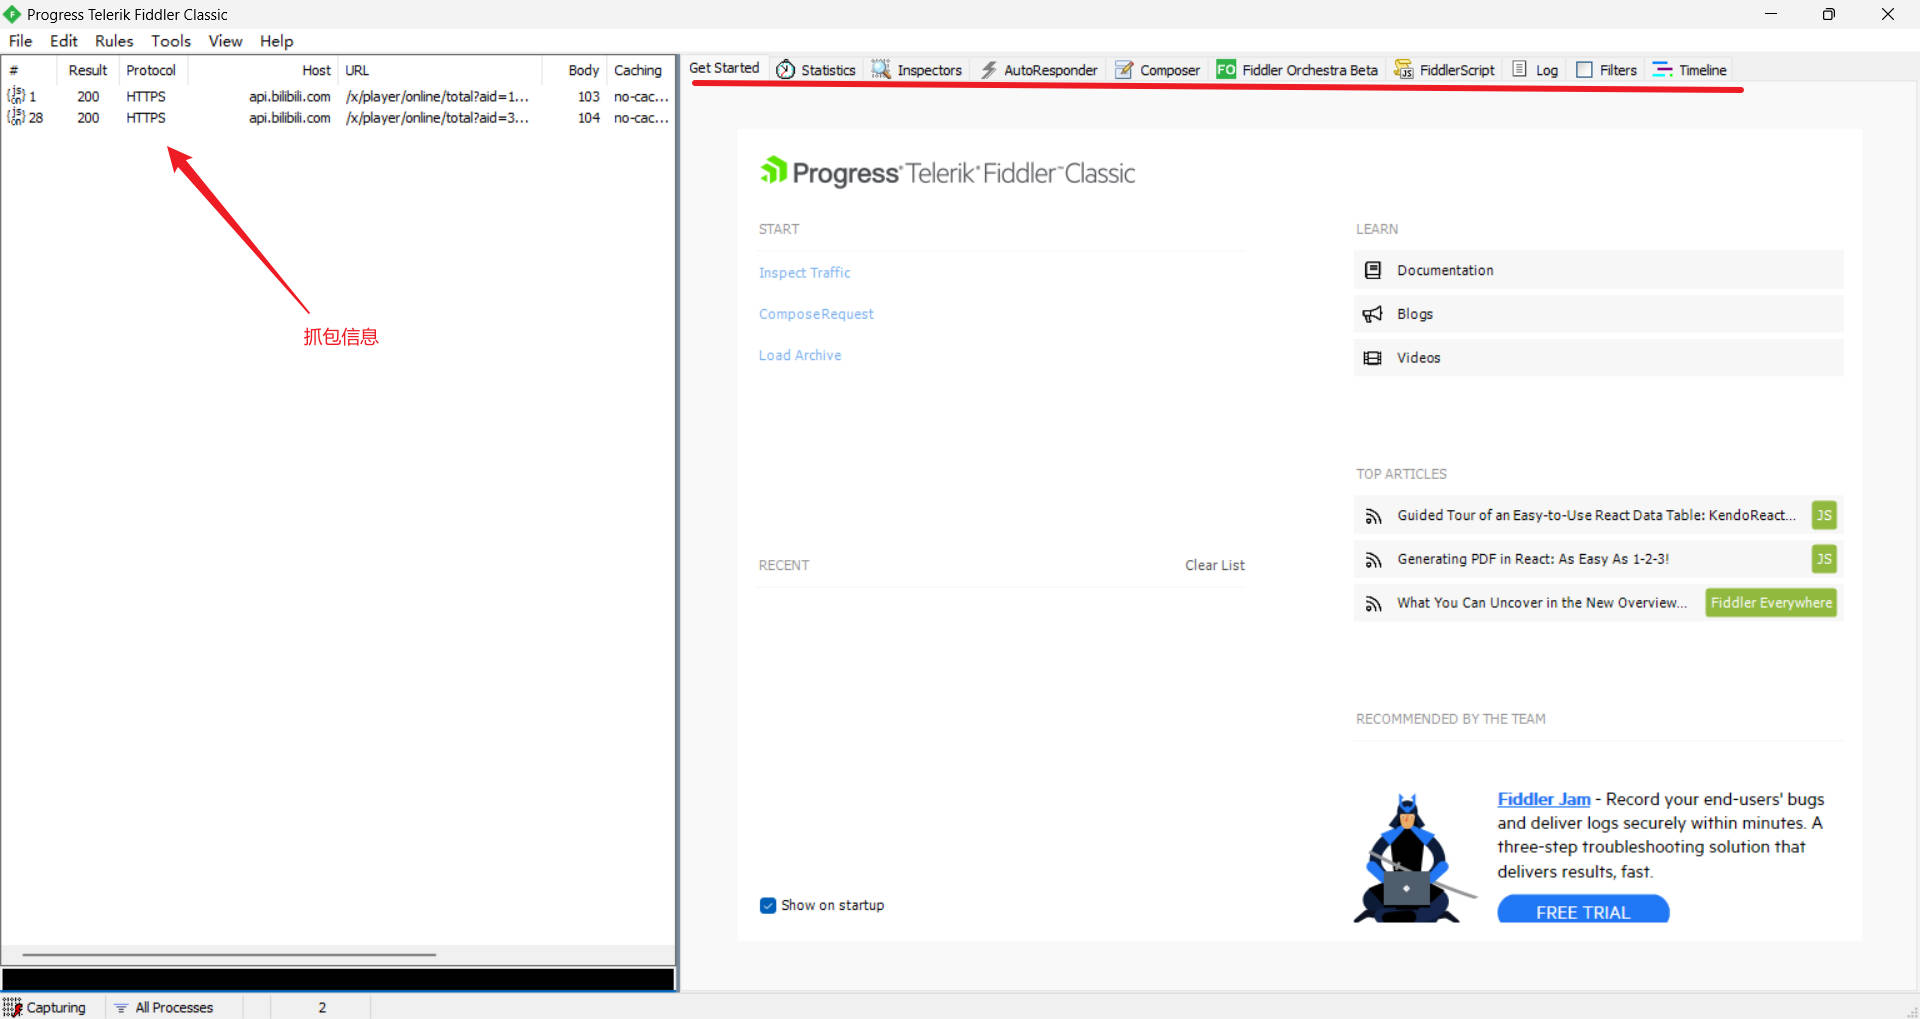 Progress Telerik Fiddler Classic
File Edit Rules Tools View Help
# Result Protocol Host URL Body Caching
1 200 HTTPS api.bilibili.com /x/player/online/total?aid=1... 103 no-cac...
28 200 HTTPS api.bilibili.com /x/player/online/total?aid=3... 104 no-cac...
抓包信息
Capturing All Processes 2
Get Started Statistics Inspectors AutoResponder Composer FO Fiddler Orchestra Beta FiddlerScript Log Filters Timeline
Progress Telerik Fiddler Classic
START
Inspect Traffic
Compose Request
Load Archive
RECENT Clear List
Show on startup
LEARN
Documentation
Blogs
Videos
TOP ARTICLES
Guided Tour of an Easy-to-Use React Data Table: KendoReact... JS
Generating PDF in React: As Easy As 1-2-3! JS
What You Can Uncover in the New Overview... Fiddler Everywhere
RECOMMENDED BY THE TEAM
Fiddler Jam - Record your end-users' bugs
and deliver logs securely within minutes. A
three-step troubleshooting solution that
delivers results, fast.
FREE TRIAL